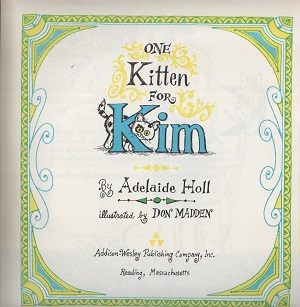 ONE
Kitten
FOR
Kim
By Adelaide Holl
illustrated by DON MADDEN
Addison-Wesley Publishing Company, Inc.
Reading, Massachusetts